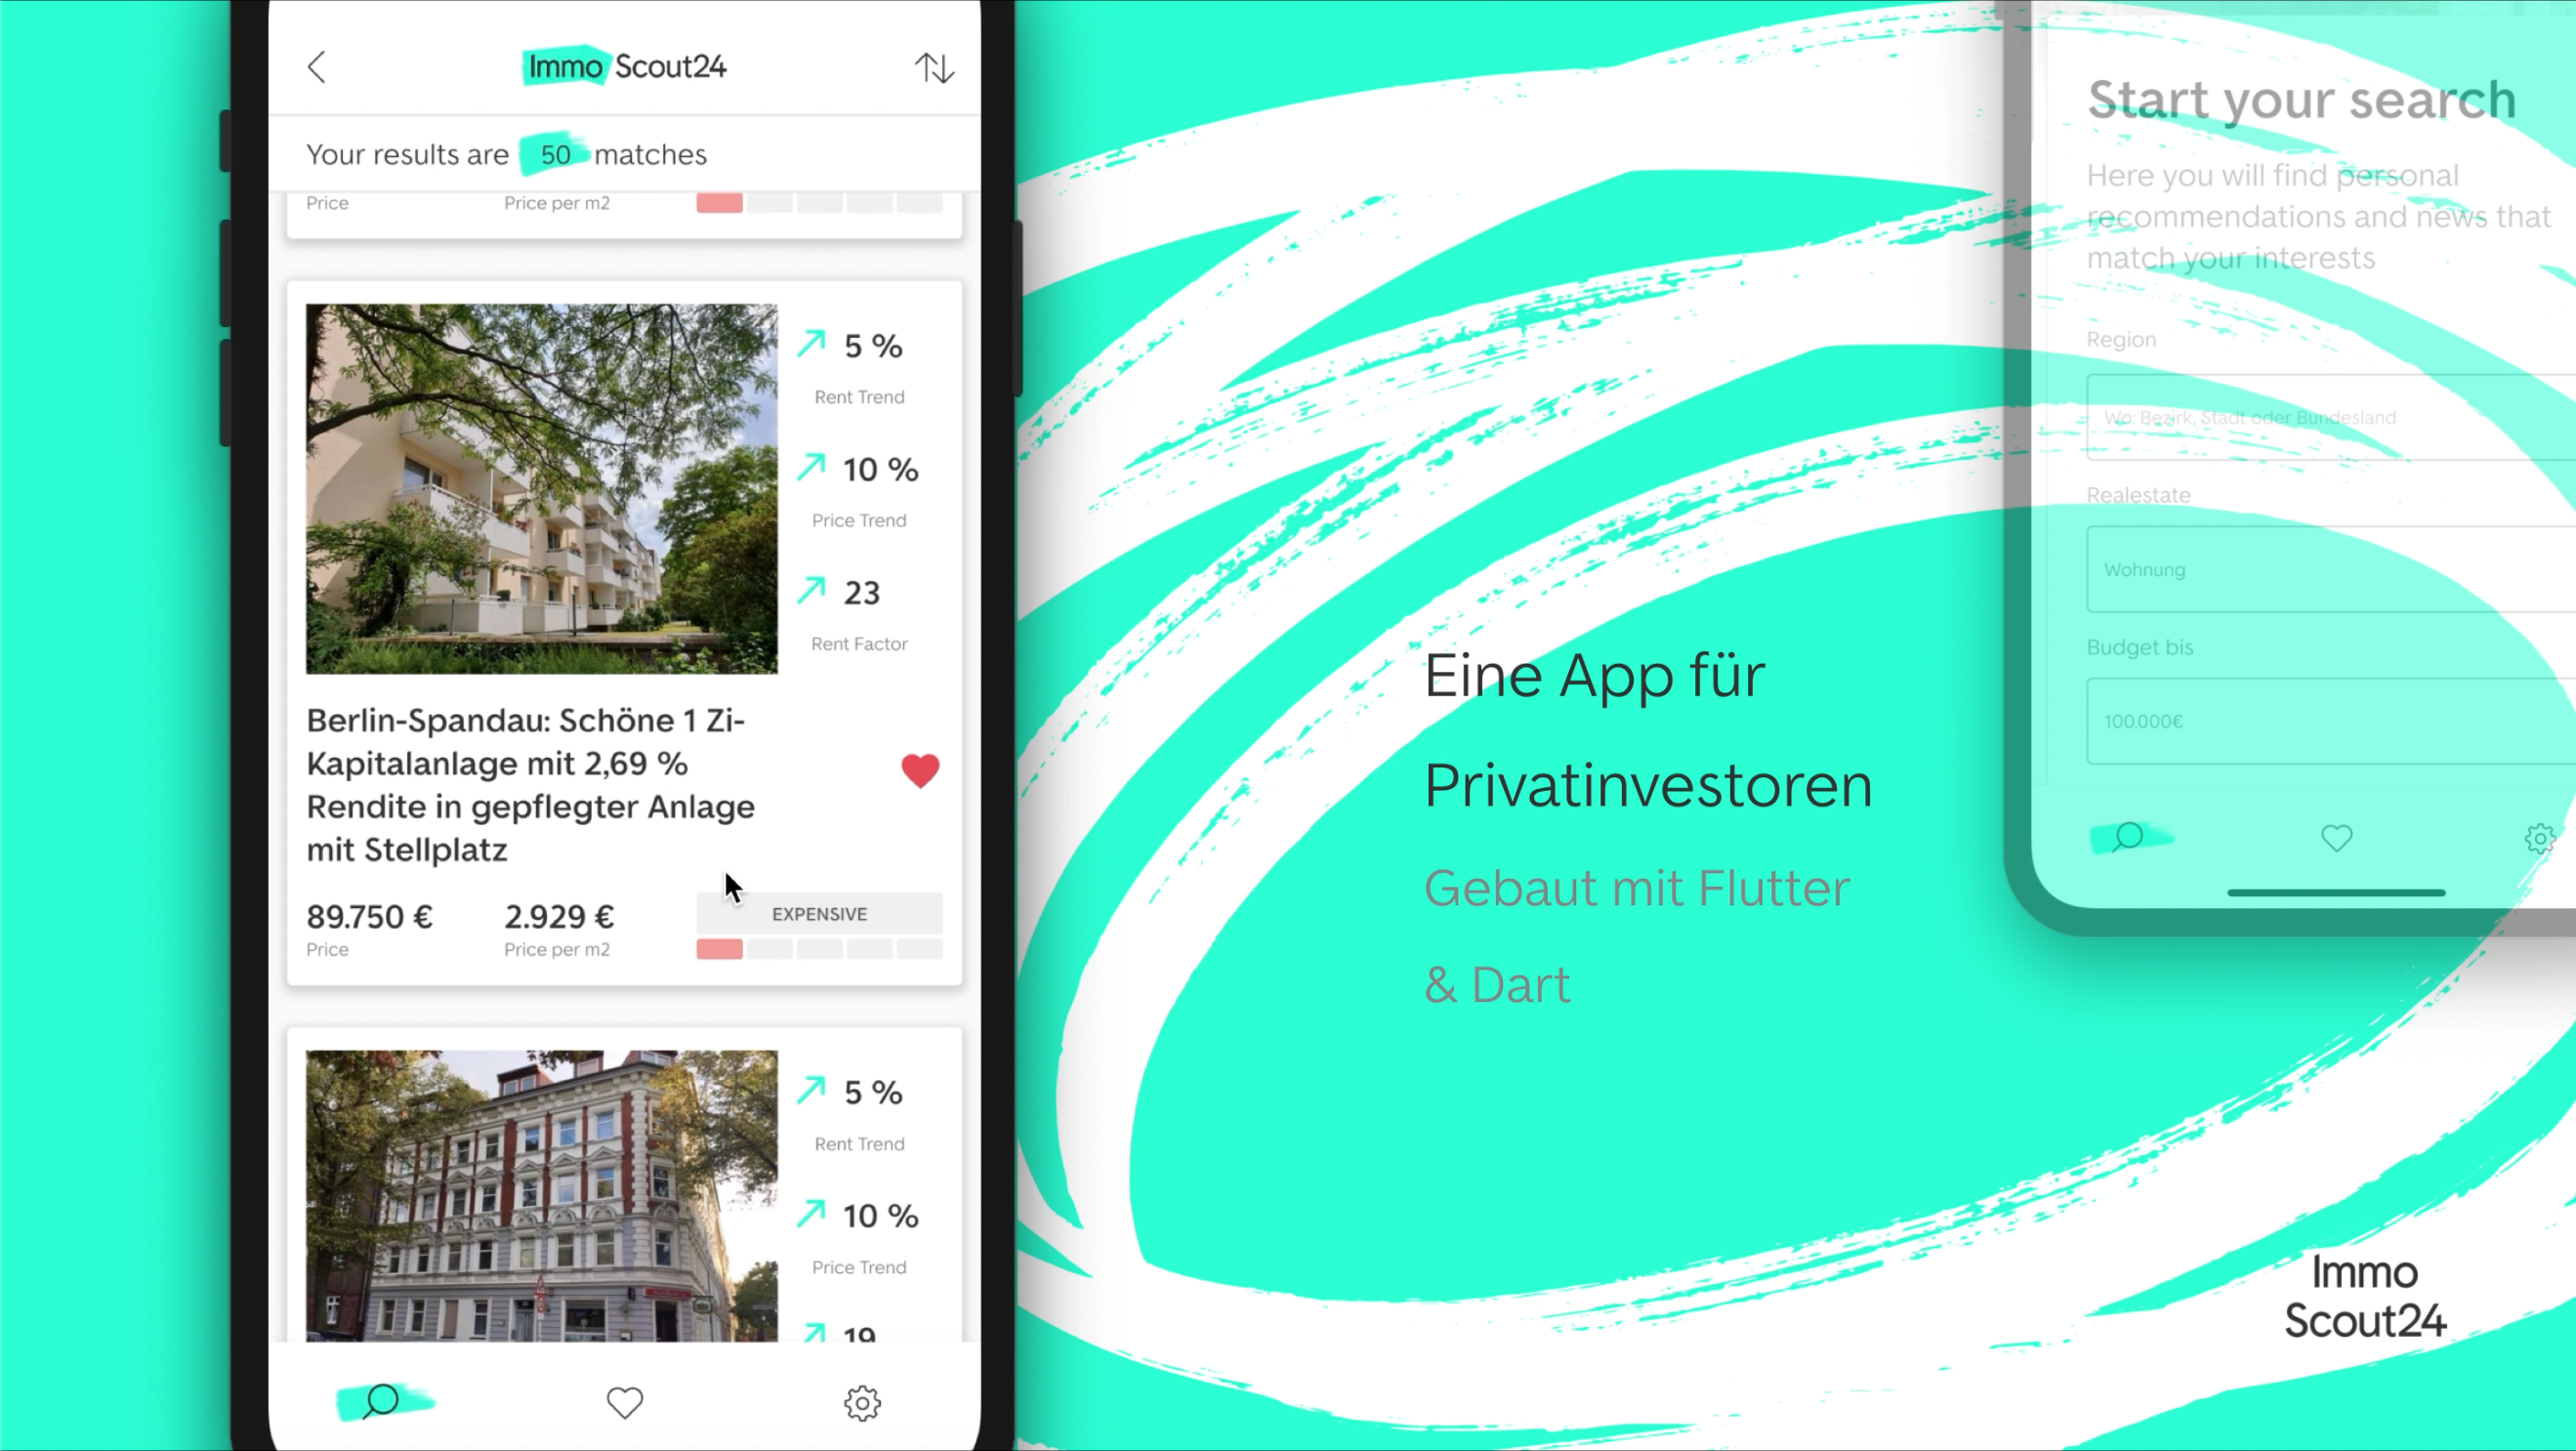 Immo Scout24
Your results are 50 matches
Price
Price per m2
5 %
Rent Trend
10 %
Price Trend
23
Rent Factor
Berlin-Spandau: Schöne 1 Zi-
Kapitalanlage mit 2,69 %
Rendite in gepflegter Anlage
mit Stellplatz
89.750 €
Price
2.929 €
Price per m2
EXPENSIVE
5 %
Rent Trend
10 %
Price Trend
19
Eine App für
Privatinvestoren
Gebaut mit Flutter
& Dart
Start your search
Here you will find personal
recommendations and news that
match your interests
Region
Wo: Bezirk, Stadt oder Bundesland
Realestate
Wohnung
Budget bis
100.000€
Immo
Scout24